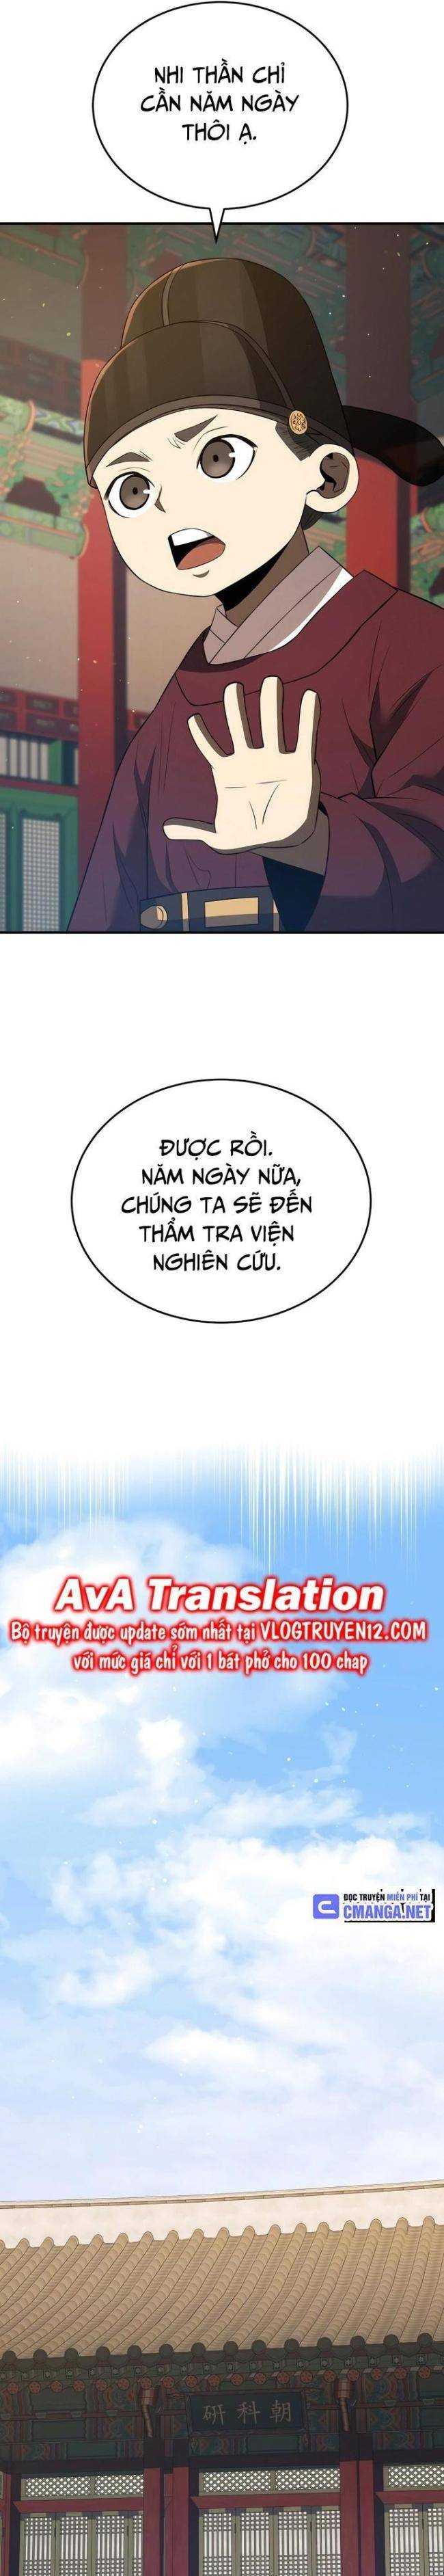 NHI THẦN CHỈ
CẦN NĂM NGÀY
THÔI Ạ.
ĐƯỢC RỒI.
NĂM NGÀY NỮA,
CHÚNG TA SẼ ĐẾN
THẨM TRA VIỆN
NGHIÊN CỨU.
AvA Translation
Bộ truyện được update sớm nhất tại VLOGTRUYEN12.COM
với mức giá chỉ với 1 bát phở cho 100 chap
ĐỌC TRUYỆN MIỄN PHÍ TẠI
CMANGA.NET
研科朝